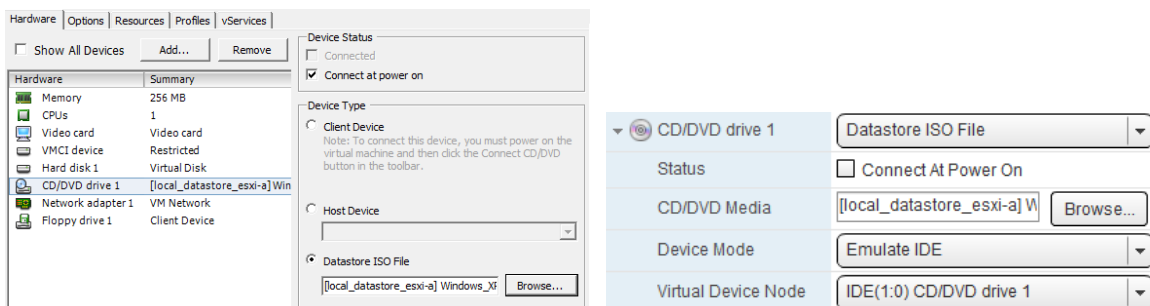 Hardware Options Resources Profiles vServices
Show All Devices Add... Remove
Hardware Summary
Memory 256 MB
CPUs 1
Video card Video card
VMCI device Restricted
Hard disk 1 Virtual Disk
CD/DVD drive 1 [local_datastore_esxi-a] Win
Network adapter 1 VM Network
Floppy drive 1 Client Device
Device Status
Connected
Connect at power on
Device Type
Client Device
Note: To connect this device, you must power on the
virtual machine and then click the Connect CD/DVD
button in the toolbar.
Host Device
Datastore ISO File
[local_datastore_esxi-a] Windows_XF Browse...
CD/DVD drive 1 Datastore ISO File
Status Connect At Power On
CD/DVD Media [local_datastore_esxi-a] W Browse...
Device Mode Emulate IDE
Virtual Device Node IDE(1:0) CD/DVD drive 1